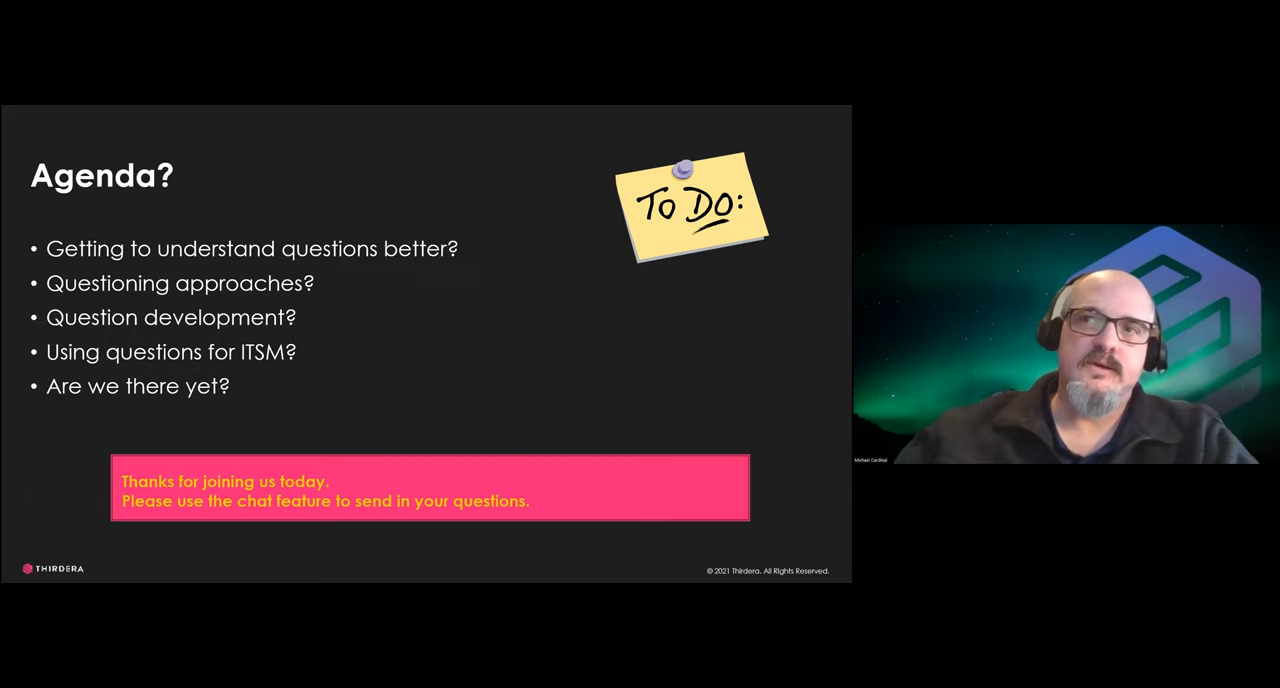 Agenda?
To Do:
• Getting to understand questions better?
• Questioning approaches?
• Question development?
• Using questions for ITSM?
• Are we there yet?
Thanks for joining us today.
Please use the chat feature to send in your questions.
THIRDERA
© 2021 Thirdera. All Rights Reserved.
Michael Cardinal